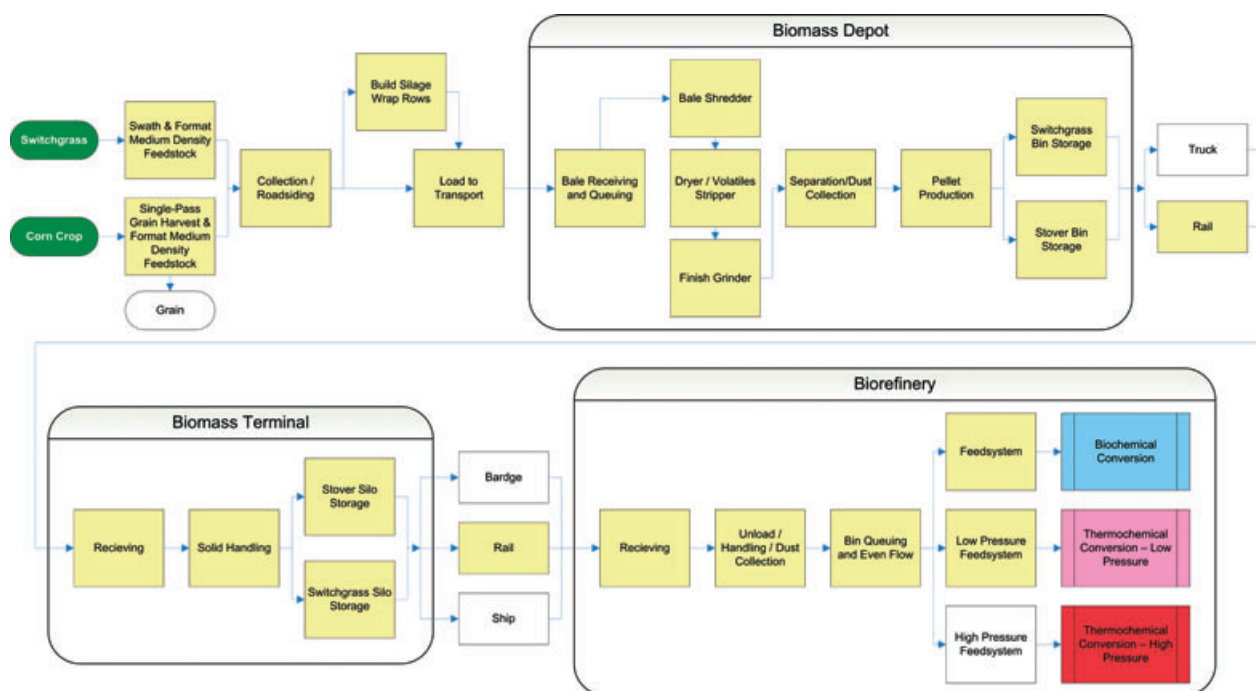 Biomass Depot
Switchgrass
Swath & Format
Medium Density
Feedstock
Corn Crop
Single-Pass
Grain Harvest &
Format Medium
Density
Feedstock
Grain
Collection /
Roadsiding
Build Silage
Wrap Rows
Load to
Transport
Bale Receiving
and Queuing
Bale Shredder
Dryer / Volatiles
Stripper
Finish Grinder
Separation/Dust
Collection
Pellet
Production
Switchgrass
Bin Storage
Stover Bin
Storage
Truck
Rail
Biomass Terminal
Recieving
Solid Handling
Stover Silo
Storage
Switchgrass Silo
Storage
Bardge
Rail
Ship
Biorefinery
Recieving
Unload /
Handling / Dust
Collection
Bin Queuing
and Even Flow
Feedsystem
Low Pressure
Feedsystem
High Pressure
Feedsystem
Biochemical
Conversion
Thermochemical
Conversion – Low
Pressure
Thermochemical
Conversion – High
Pressure